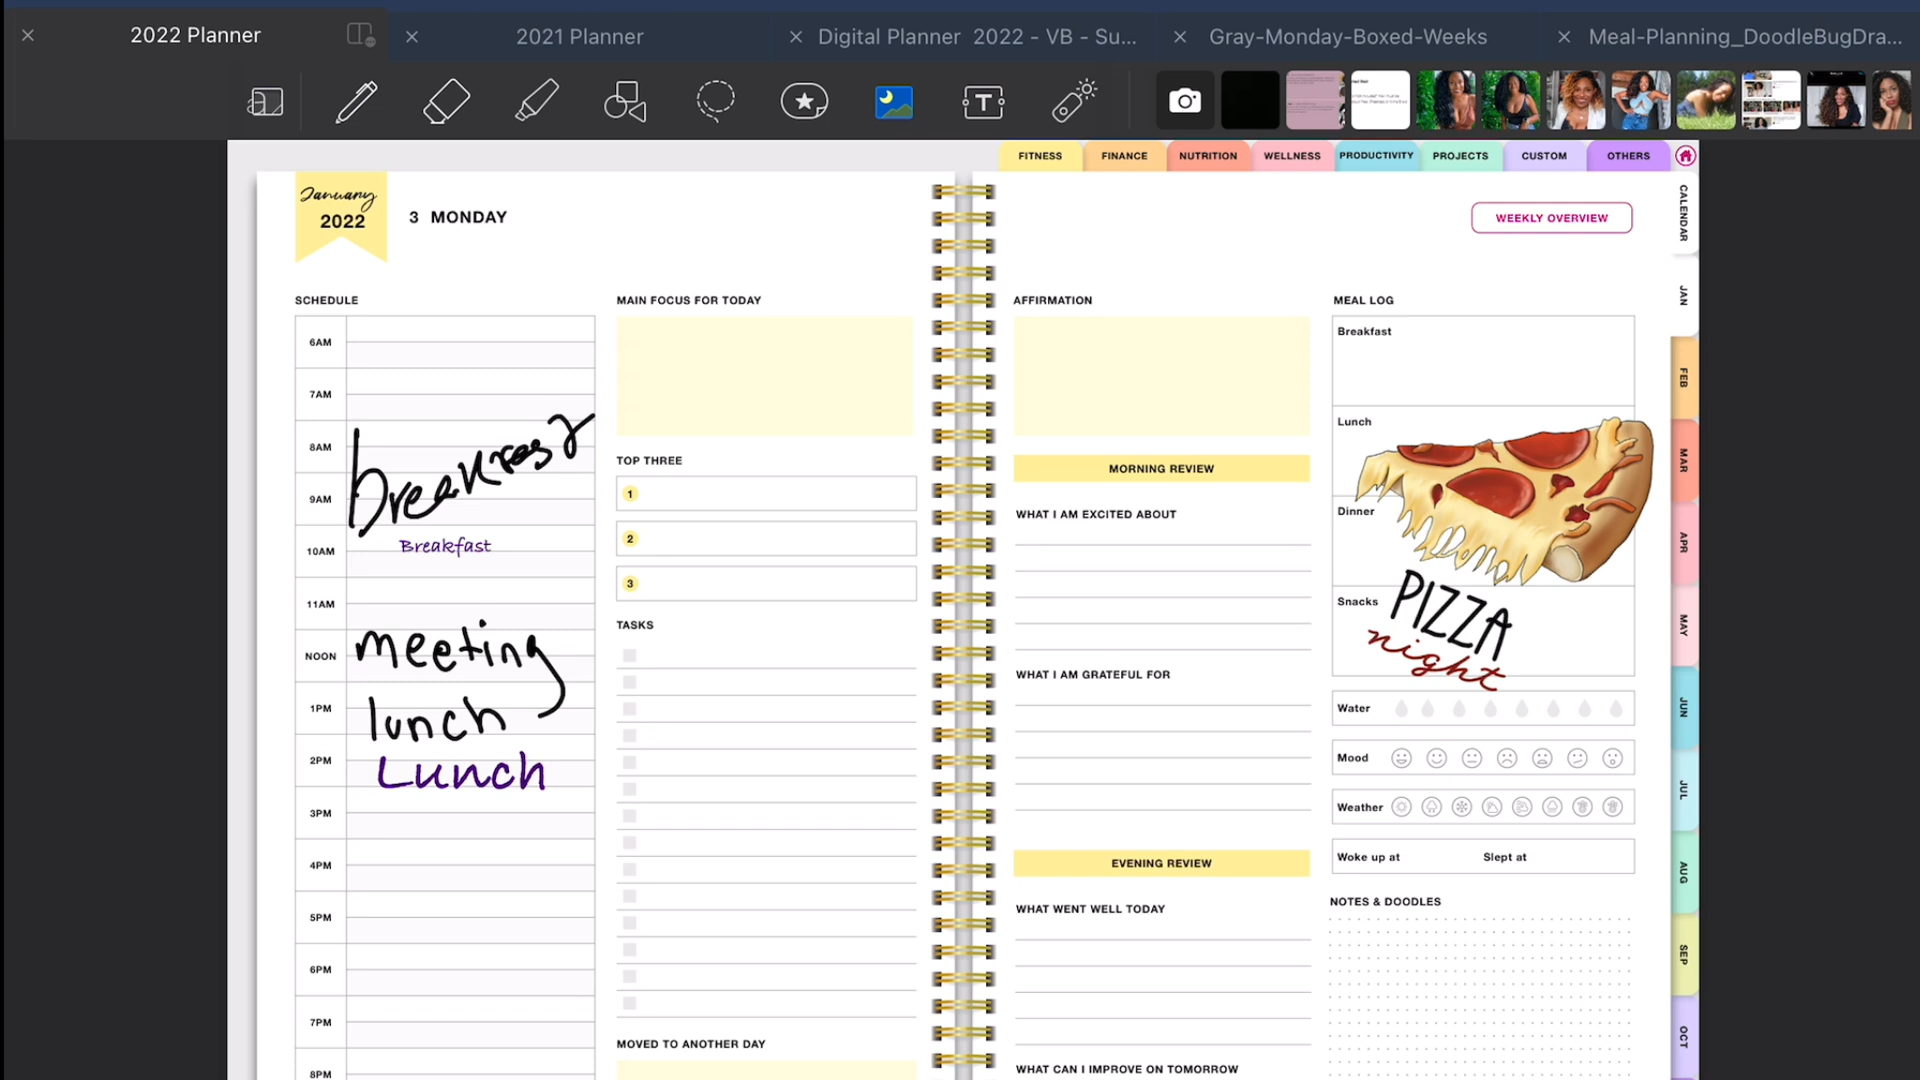 2022 Planner
2021 Planner
Digital Planner 2022 - VB - Su...
Gray-Monday-Boxed-Weeks
Meal-Planning_DoodleBugDra...
FITNESS
FINANCE
NUTRITION
WELLNESS
PRODUCTIVITY
PROJECTS
CUSTOM
OTHERS
January
2022
3 MONDAY
WEEKLY OVERVIEW
SCHEDULE
6AM
7AM
8AM
9AM
10AM
11AM
NOON
1PM
2PM
3PM
4PM
5PM
6PM
7PM
8PM
Breakfast
meeting
lunch
Lunch
MAIN FOCUS FOR TODAY
TOP THREE
1
2
3
TASKS
MOVED TO ANOTHER DAY
AFFIRMATION
MORNING REVIEW
WHAT I AM EXCITED ABOUT
WHAT I AM GRATEFUL FOR
EVENING REVIEW
WHAT WENT WELL TODAY
WHAT CAN I IMPROVE ON TOMORROW
MEAL LOG
Breakfast
Lunch
Dinner
Snacks
PIZZA
night
Water
Mood
Weather
Woke up at Slept at
NOTES & DOODLES
CALENDAR
JAN
FEB
MAR
APR
MAY
JUN
JUL
AUG
SEP
OCT